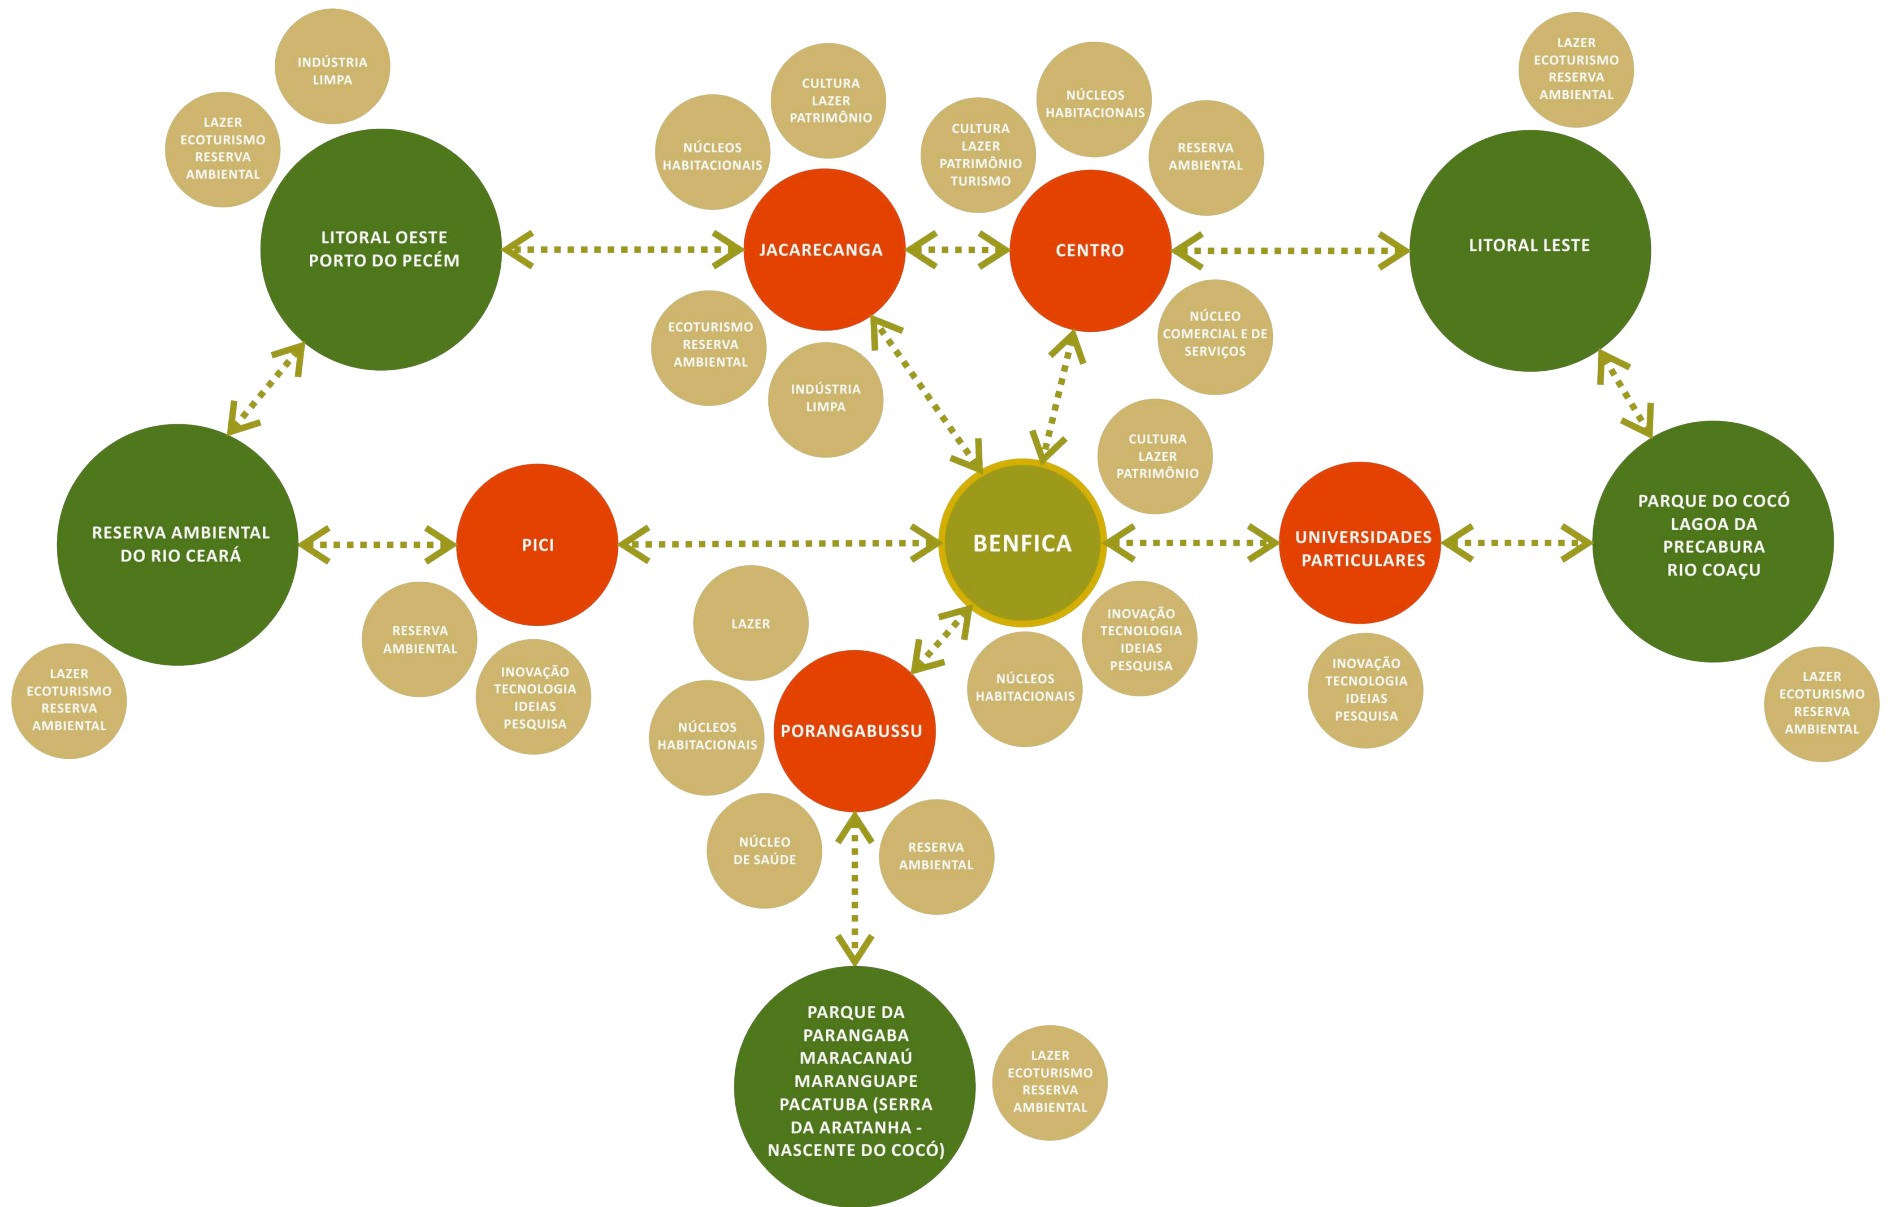 INDÚSTRIA
LIMPA
LAZER
ECOTURISMO
RESERVA
AMBIENTAL
LITORAL OESTE
PORTO DO PECÉM
NÚCLEOS
HABITACIONAIS
CULTURA
LAZER
PATRIMÔNIO
JACARECANGA
ECOTURISMO
RESERVA
AMBIENTAL
INDÚSTRIA
LIMPA
CULTURA
LAZER
PATRIMÔNIO
TURISMO
NÚCLEOS
HABITACIONAIS
RESERVA
AMBIENTAL
CENTRO
NÚCLEO
COMERCIAL E DE
SERVIÇOS
LAZER
ECOTURISMO
RESERVA
AMBIENTAL
LITORAL LESTE
RESERVA AMBIENTAL
DO RIO CEARÁ
LAZER
ECOTURISMO
RESERVA
AMBIENTAL
PICI
RESERVA
AMBIENTAL
INOVAÇÃO
TECNOLOGIA
IDEIAS
PESQUISA
CULTURA
LAZER
PATRIMÔNIO
BENFICA
INOVAÇÃO
TECNOLOGIA
IDEIAS
PESQUISA
NÚCLEOS
HABITACIONAIS
UNIVERSIDADES
PARTICULARES
INOVAÇÃO
TECNOLOGIA
IDEIAS
PESQUISA
PARQUE DO COCÓ
LAGOA DA
PRECABURA
RIO COAÇU
LAZER
ECOTURISMO
RESERVA
AMBIENTAL
LAZER
NÚCLEOS
HABITACIONAIS
PORANGABUSSU
NÚCLEO
DE SAÚDE
RESERVA
AMBIENTAL
PARQUE DA
PARANGABA
MARACANAÚ
MARANGUAPE
PACATUBA (SERRA
DA ARATANHA -
NASCENTE DO COCÓ)
LAZER
ECOTURISMO
RESERVA
AMBIENTAL